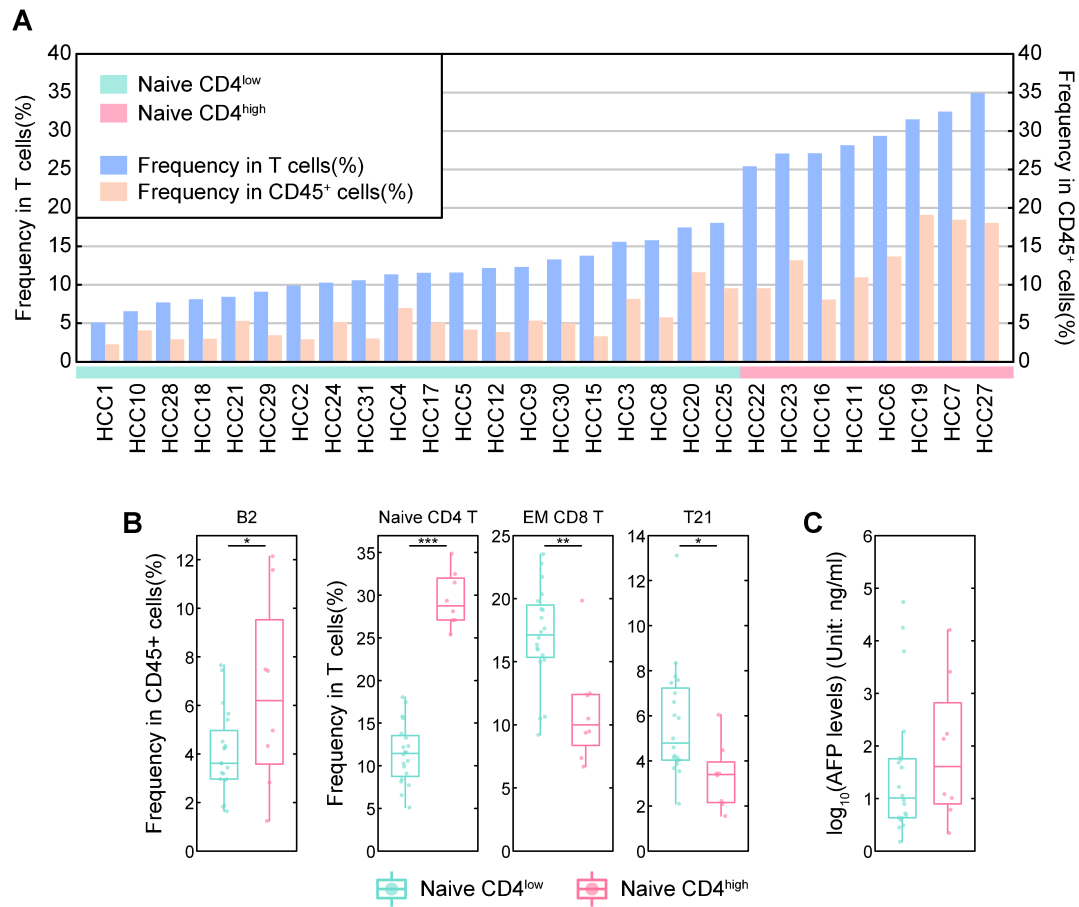 A
Naive CD4low
Naive CD4high
Frequency in T cells(%)
Frequency in CD45+ cells(%)
Frequency in T cells(%)
40
35
30
25
20
15
10
5
0
40
35
30
25
20
15
10
5
0
Frequency in CD45+ cells(%)
HCC1
HCC10
HCC28
HCC18
HCC21
HCC29
HCC2
HCC24
HCC31
HCC4
HCC17
HCC5
HCC12
HCC9
HCC30
HCC15
HCC3
HCC8
HCC20
HCC25
HCC22
HCC23
HCC16
HCC11
HCC6
HCC19
HCC7
HCC27
B
B2
Frequency in CD45+ cells(%)
12
10
8
6
4
2
0
*
Naive CD4 T
Frequency in T cells(%)
35
30
25
20
15
10
5
0
***
EM CD8 T
25
20
15
10
5
0
**
T21
14
12
10
8
6
4
2
0
*
C
log10(AFP levels) (Unit: ng/ml)
6
5
4
3
2
1
0
Naive CD4low
Naive CD4high